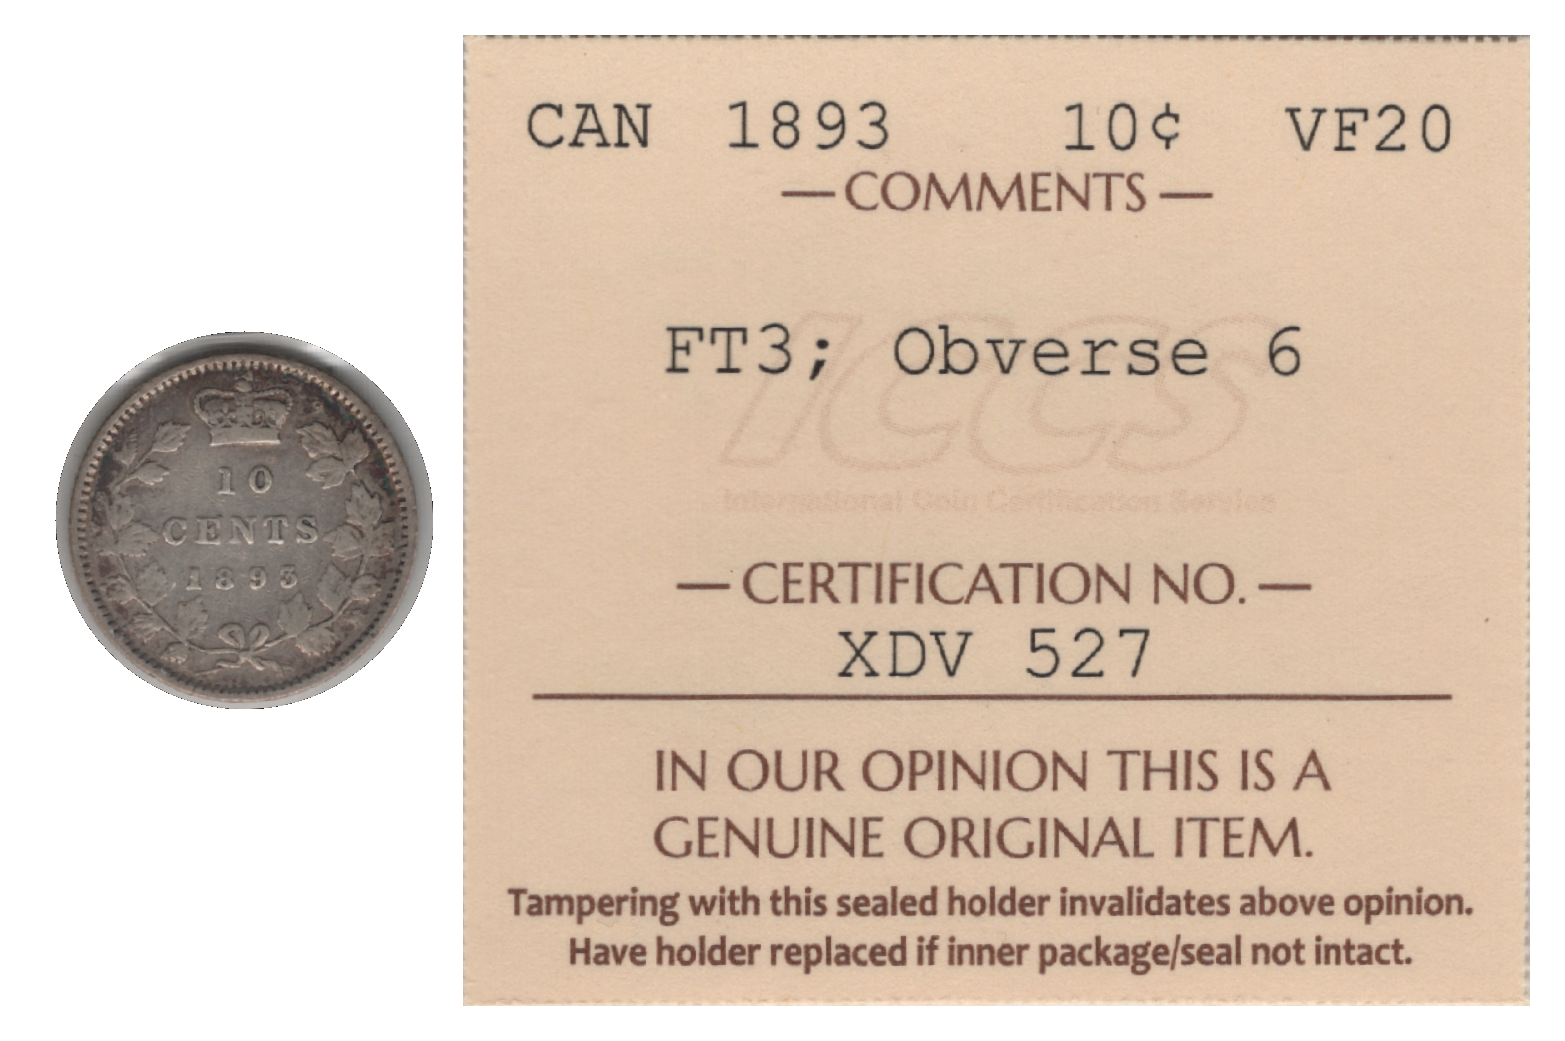 10
CENTS
1893
CAN 1893 10¢ VF20
— COMMENTS —
FT3; Obverse 6
ICCS
International Coin Certification Service
— CERTIFICATION NO. —
XDV 527
IN OUR OPINION THIS IS A
GENUINE ORIGINAL ITEM.
Tampering with this sealed holder invalidates above opinion.
Have holder replaced if inner package/seal not intact.